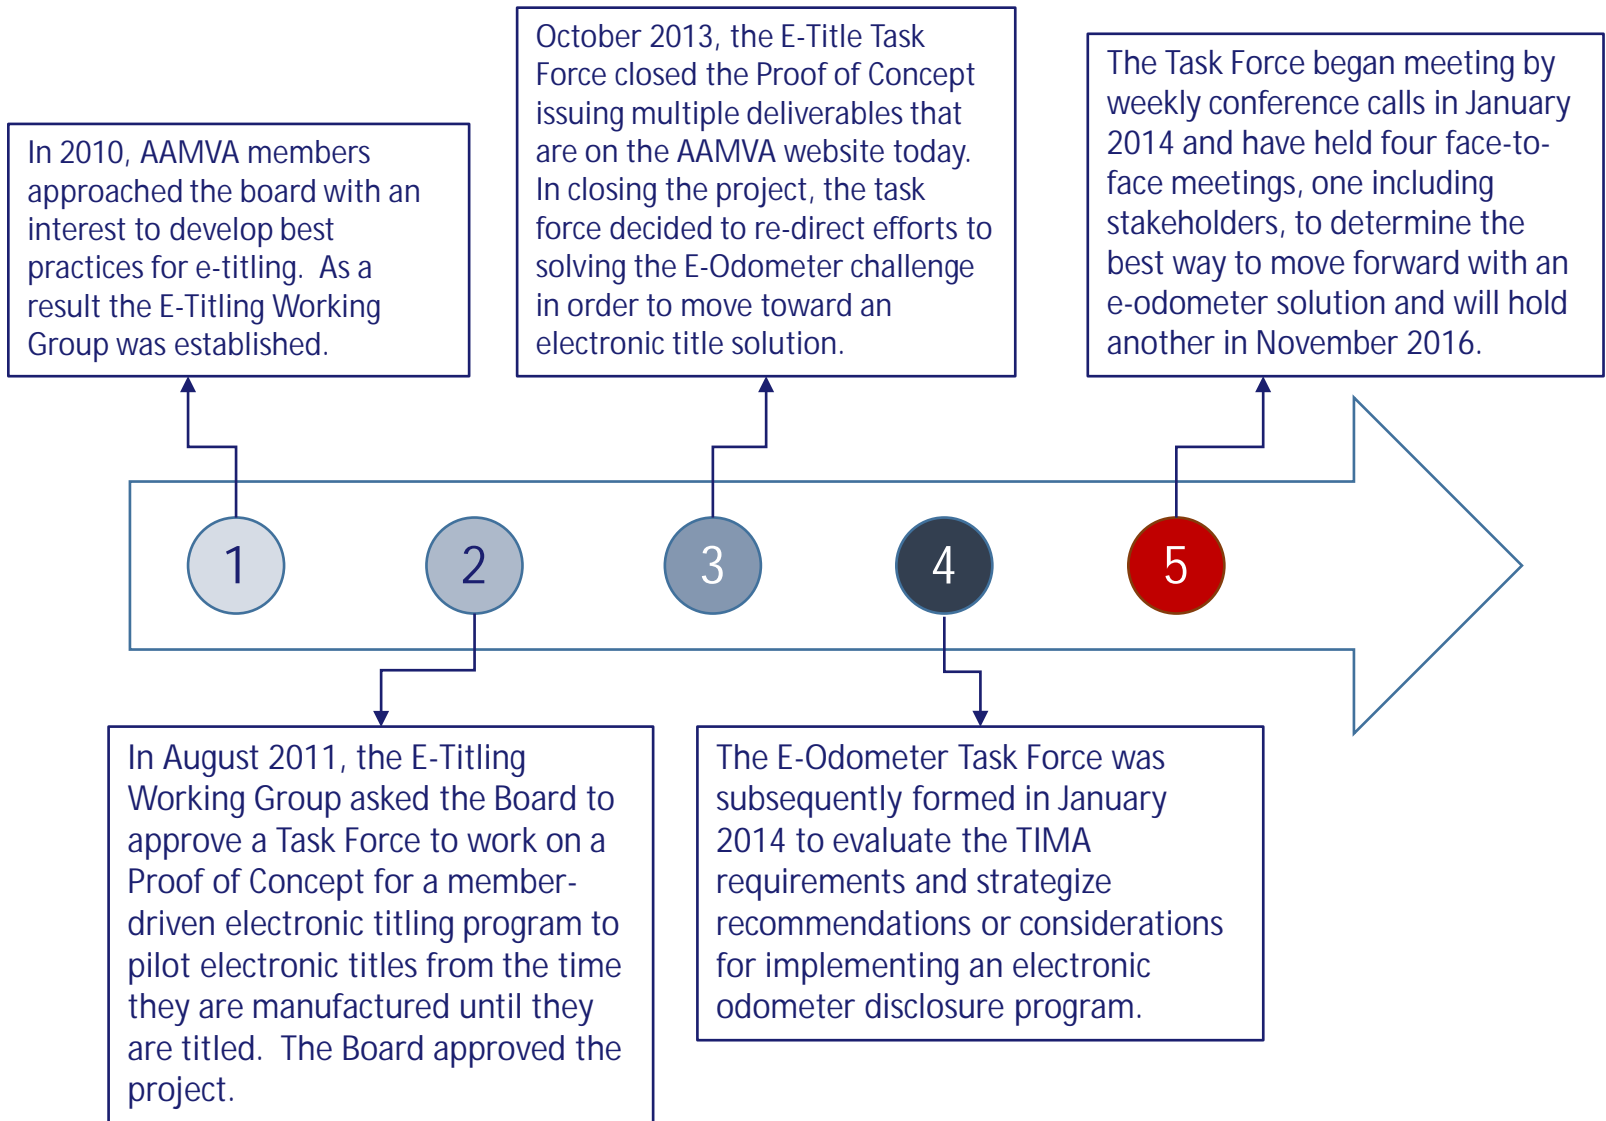 In 2010, AAMVA members
approached the board with an
interest to develop best
practices for e-titling.  As a
result the E-Titling Working
Group was established.
October 2013, the E-Title Task
Force closed the Proof of Concept
issuing multiple deliverables that
are on the AAMVA website today.
In closing the project, the task
force decided to re-direct efforts to
solving the E-Odometer challenge
in order to move toward an
electronic title solution.
The Task Force began meeting by
weekly conference calls in January
2014 and have held four face-to-
face meetings, one including
stakeholders, to determine the
best way to move forward with an
e-odometer solution and will hold
another in November 2016.
1
2
3
4
5
In August 2011, the E-Titling
Working Group asked the Board to
approve a Task Force to work on a
Proof of Concept for a member-
driven electronic titling program to
pilot electronic titles from the time
they are manufactured until they
are titled.  The Board approved the
project.
The E-Odometer Task Force was
subsequently formed in January
2014 to evaluate the TIMA
requirements and strategize
recommendations or considerations
for implementing an electronic
odometer disclosure program.